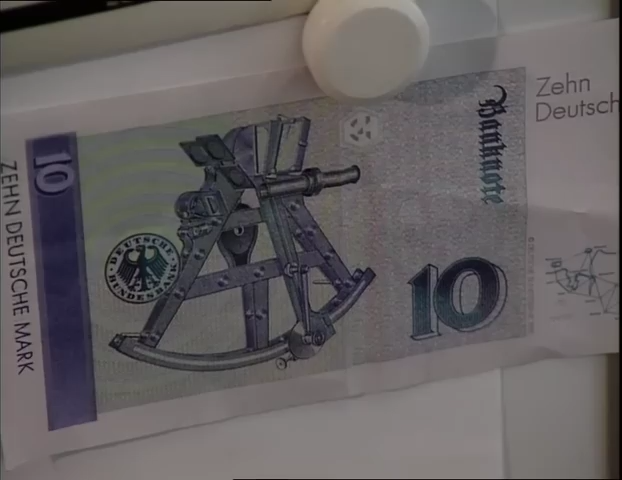 Zehn
Deutsch
Banknote
10
10
ZEHN DEUTSCHE MARK
DEUTSCHE
BUNDESBANK